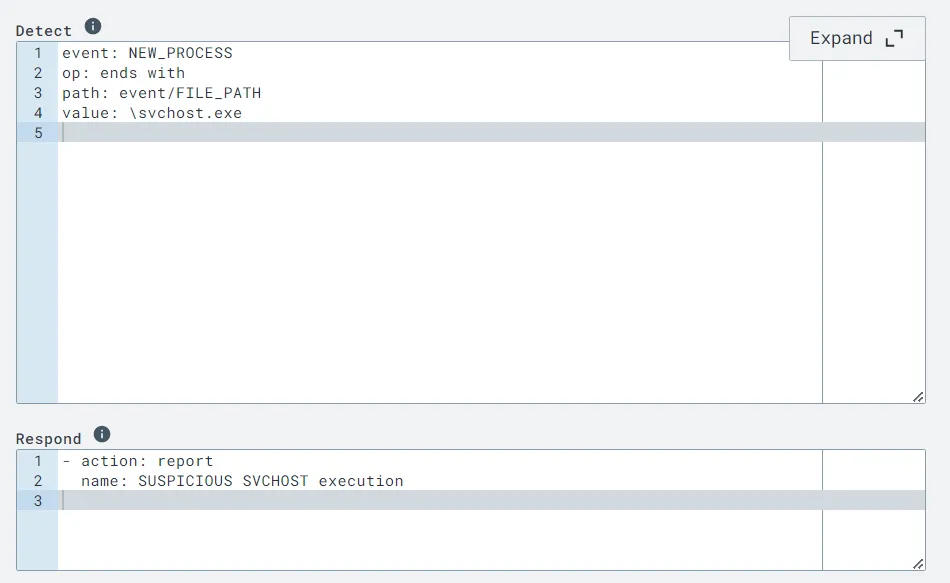 Detect
Expand
1 event: NEW_PROCESS
2 op: ends with
3 path: event/FILE_PATH
4 value: \svchost.exe
5
Respond
1 - action: report
2   name: SUSPICIOUS SVCHOST execution
3